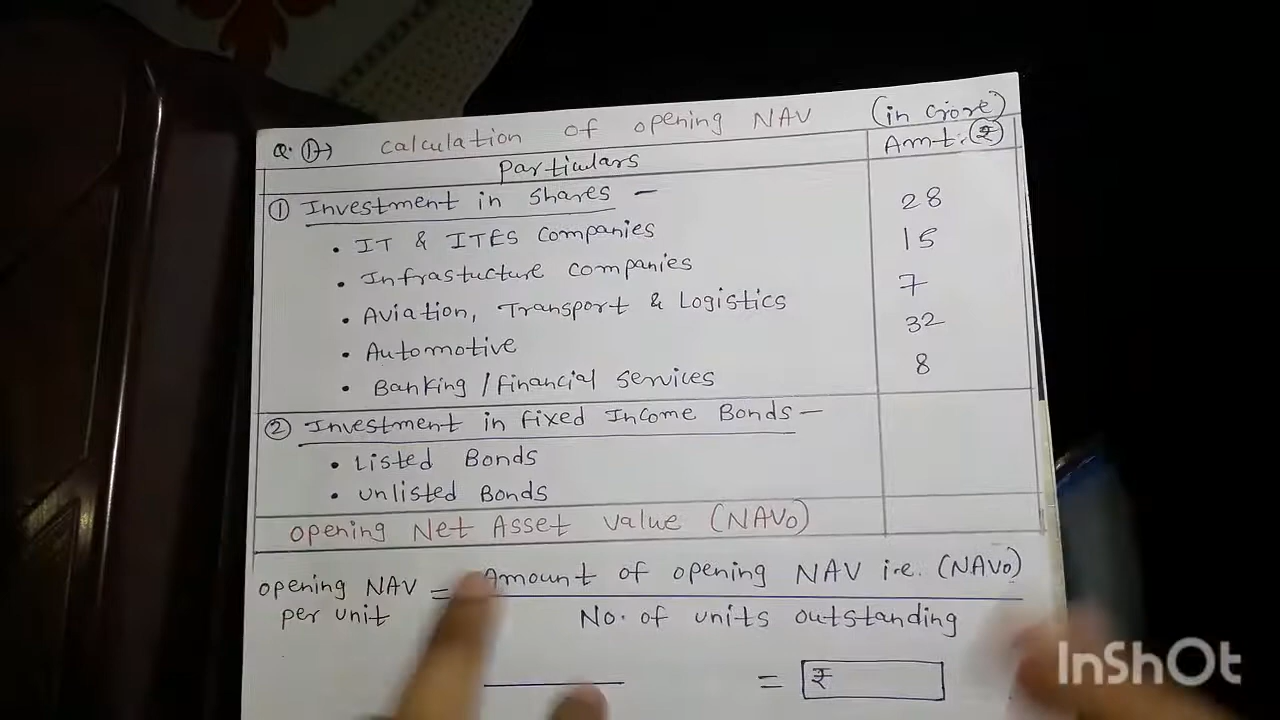 Q. ① → Calculation of opening NAV (in crore)
Particulars Amt. (₹)
① Investment in shares — 28
• IT & ITES Companies 15
• Infrastucture companies 7
• Aviation, Transport & Logistics 32
• Automotive 8
• Banking / financial services
② Investment in fixed Income Bonds —
• Listed Bonds
• unlisted Bonds
opening Net Asset value (NAV₀)
opening NAV per unit = Amount of opening NAV i.e. (NAV₀)
No. of units outstanding
= ₹
InShOt